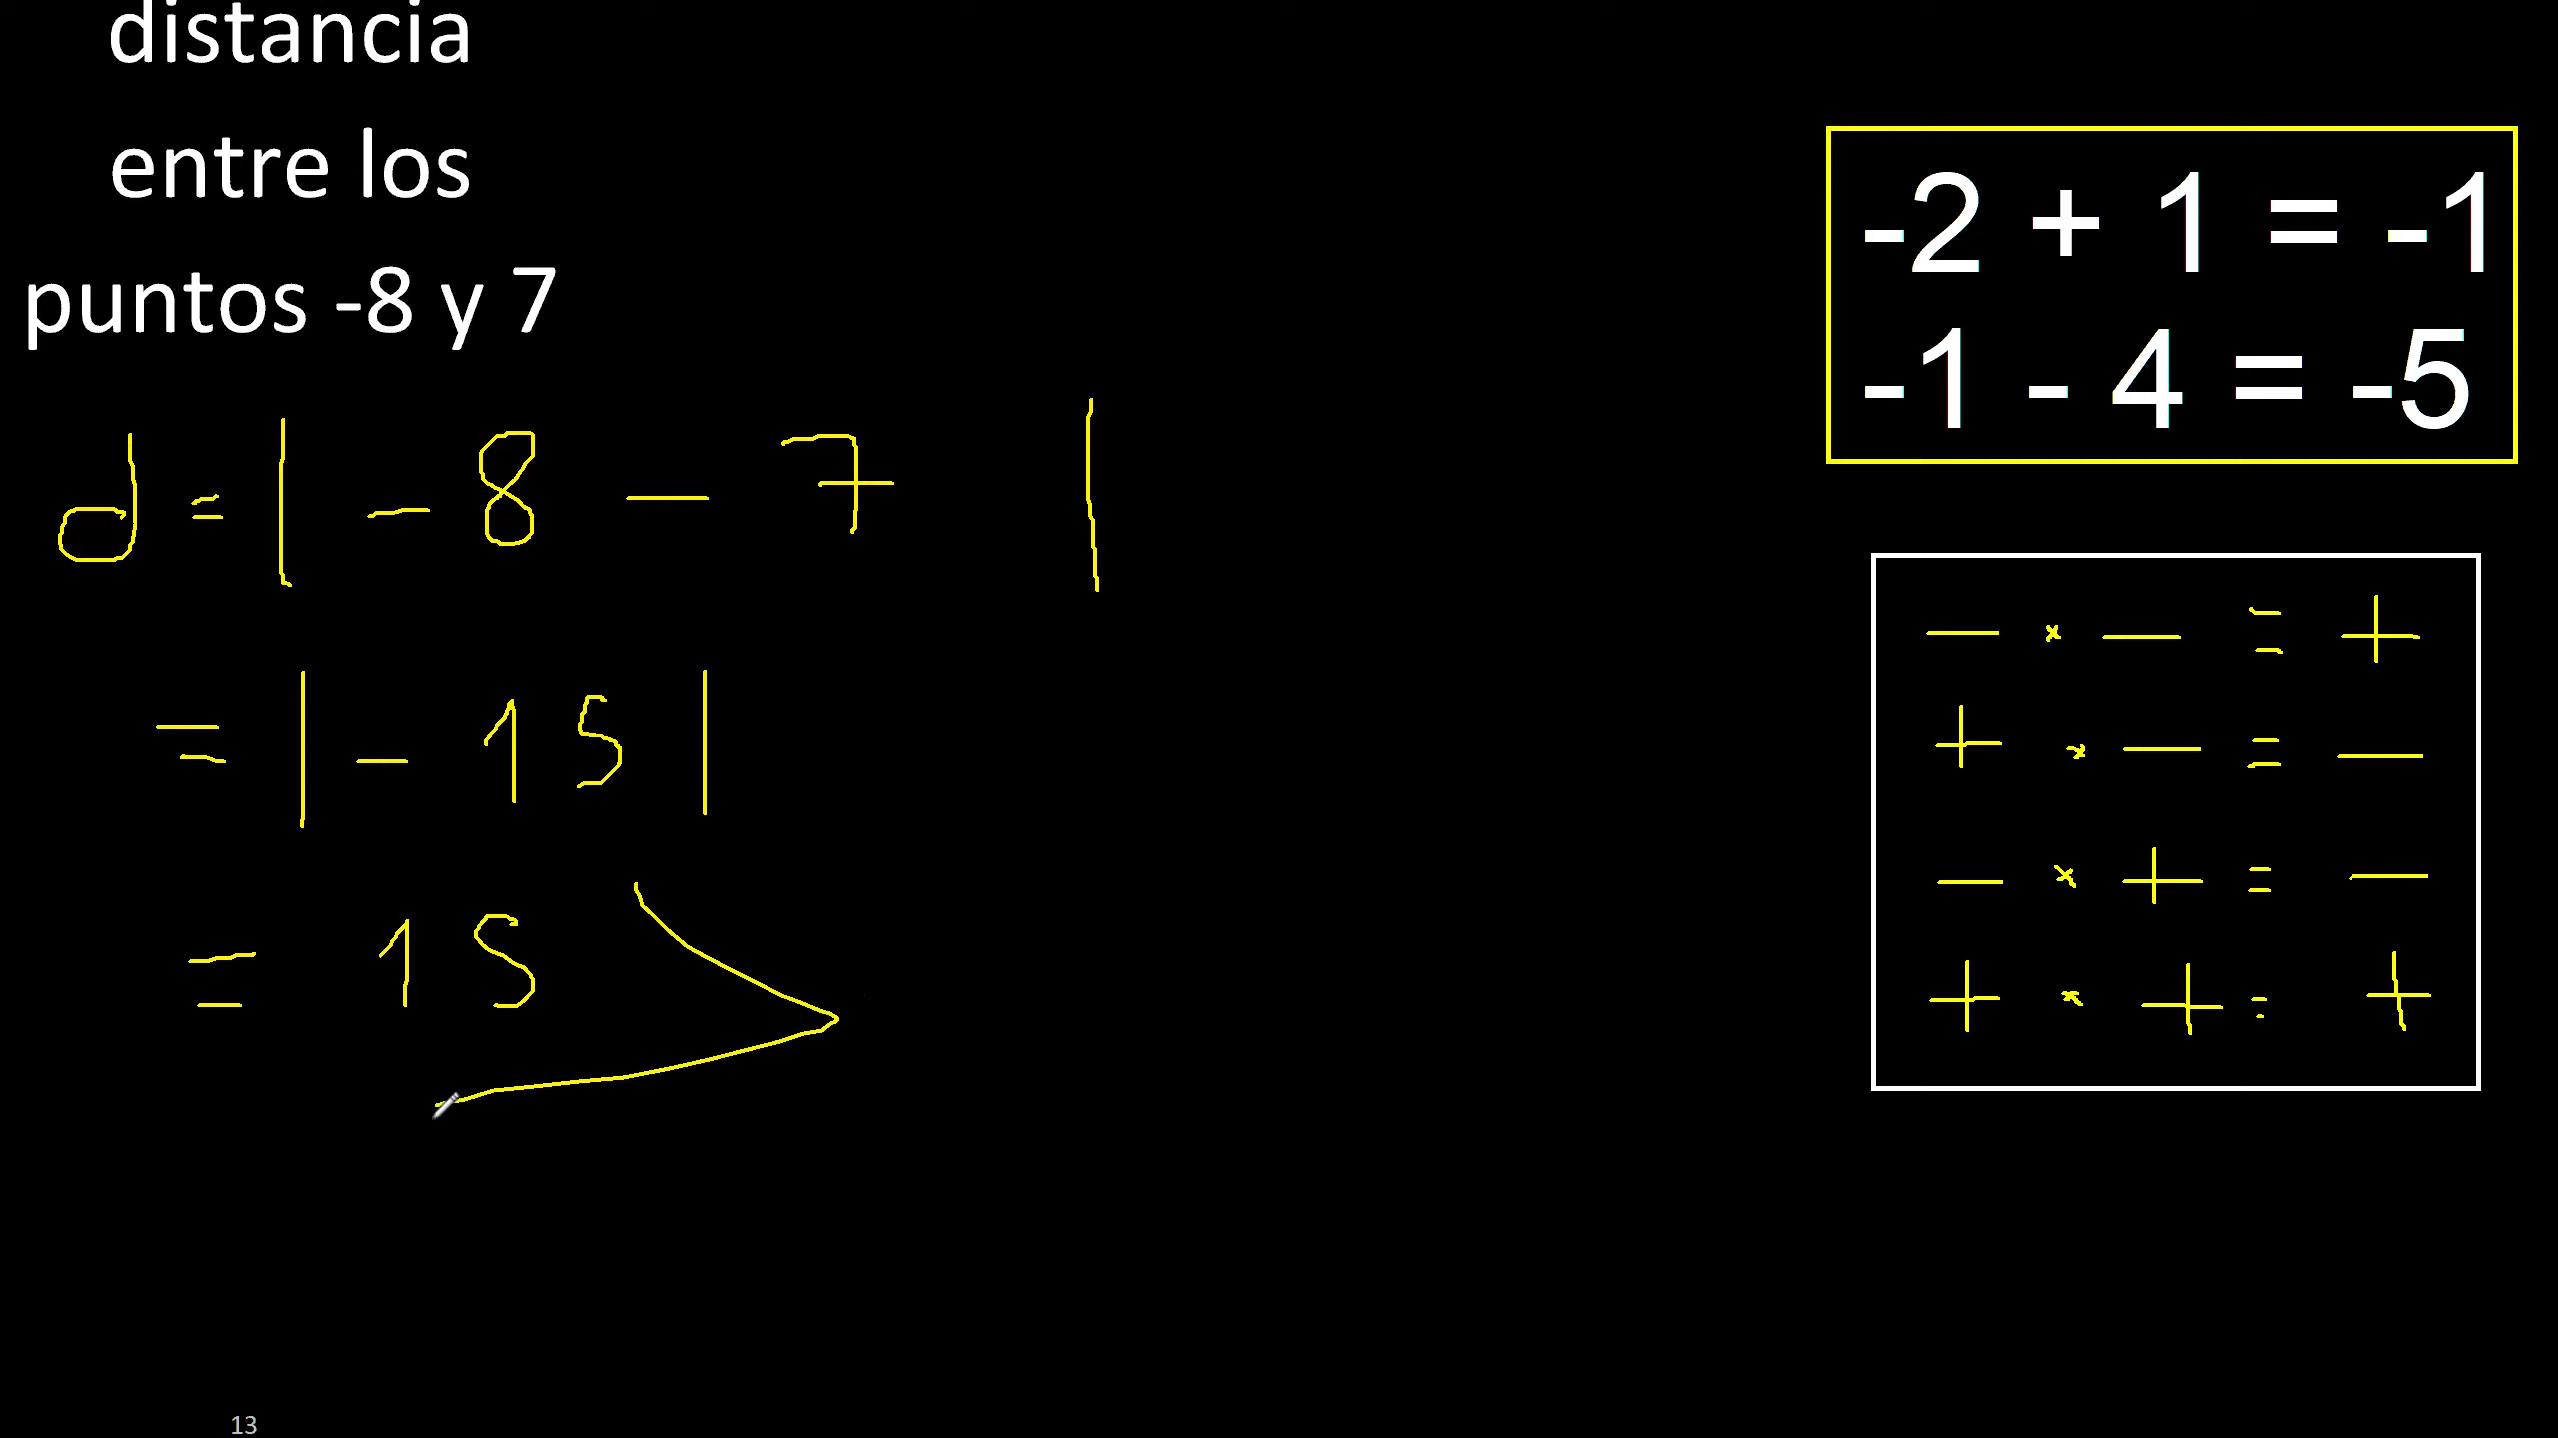 distancia
entre los
puntos -8 y 7
d = | - 8 - 7 |
= | - 15 |
= 15
-2 + 1 = -1
-1 - 4 = -5
- × - = +
+ × - = -
- × + = -
+ × + = +
13